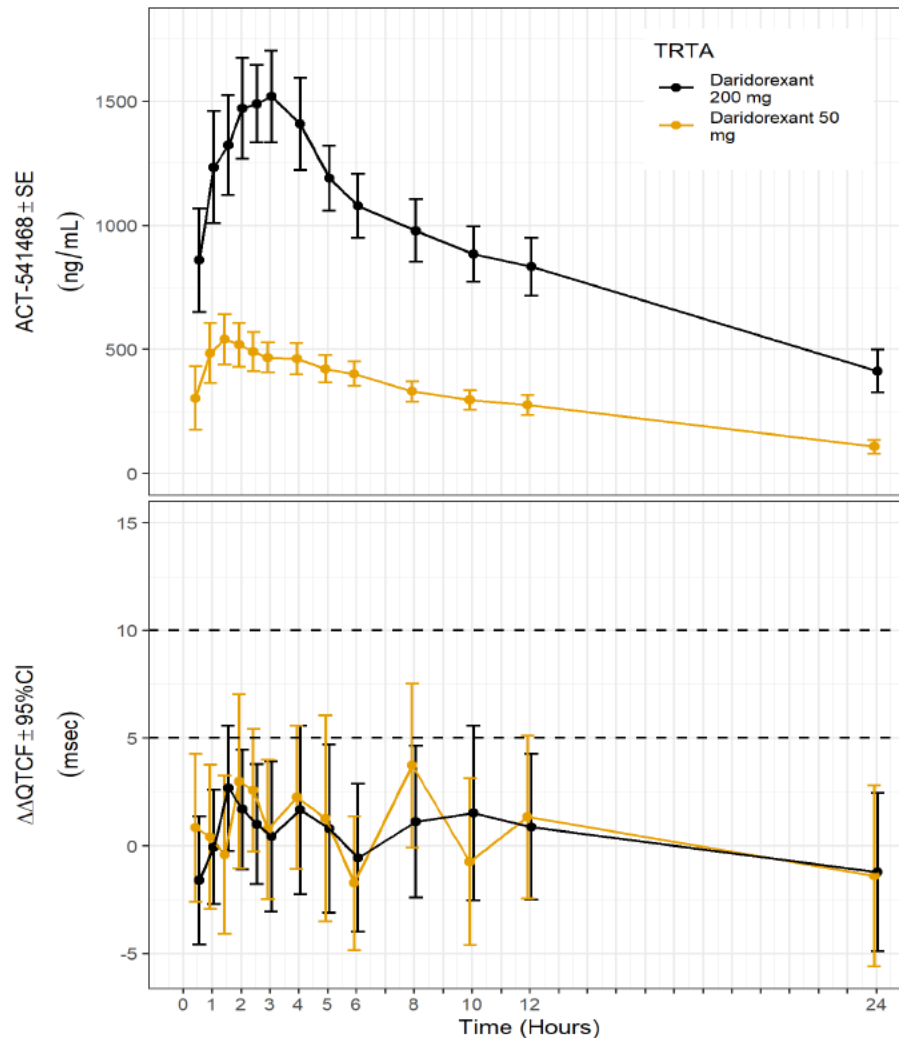 ACT-541468 ± SE
(ng/mL)
1500
1000
500
0
TRTA
Daridorexant
200 mg
Daridorexant 50
mg
ΔΔQTCF ± 95%CI
(msec)
15
10
5
0
-5
0 1 2 3 4 5 6 8 10 12 24
Time (Hours)